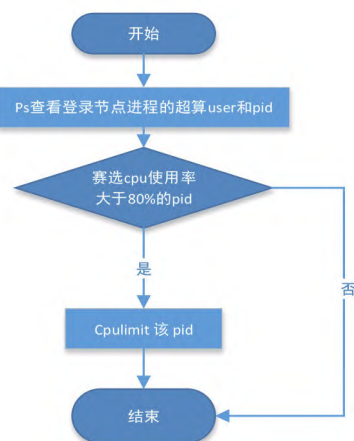 开始
Ps查看登录节点进程的超算user和pid
赛选cpu使用率
大于80%的pid
是
否
Cpulimit 该 pid
结束